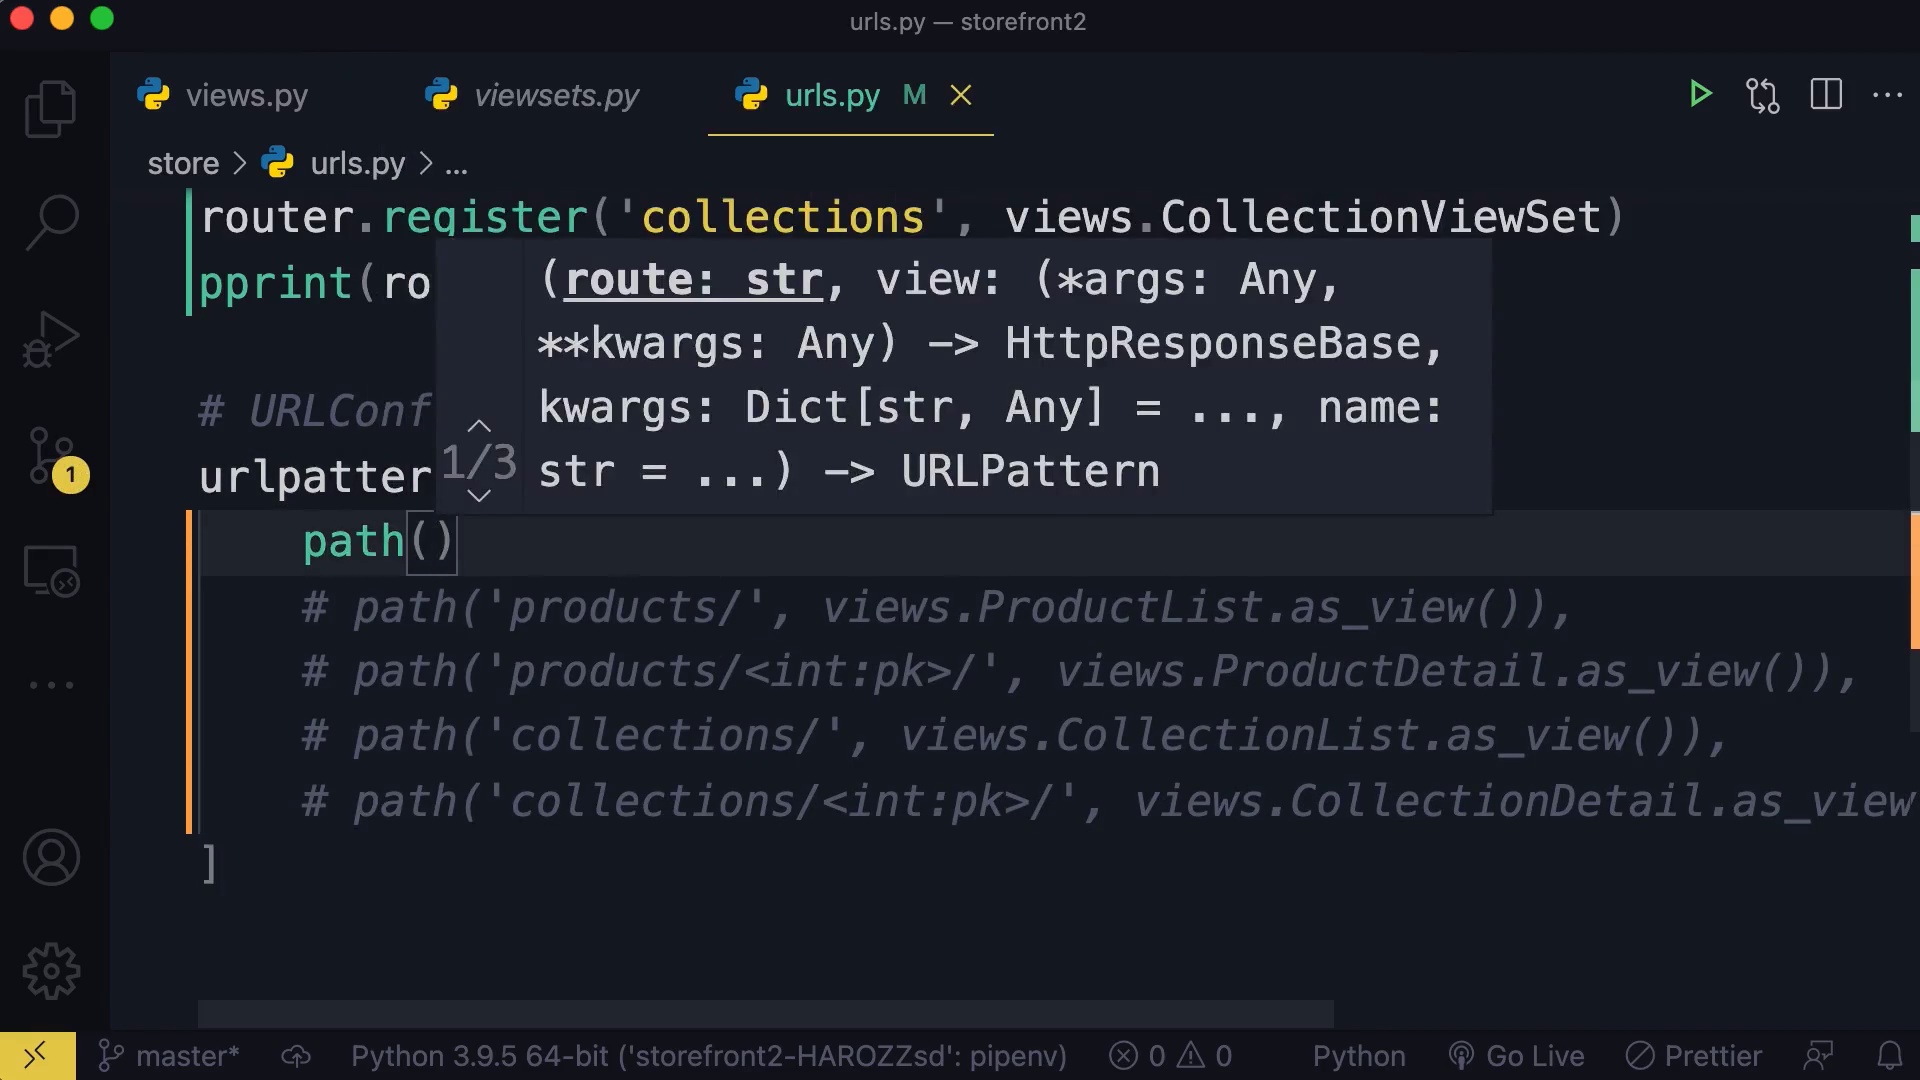 urls.py — storefront2
views.py
viewsets.py
urls.py M
store > urls.py > ...
router.register('collections', views.CollectionViewSet)
pprint(ro
(route: str, view: (*args: Any,
**kwargs: Any) -> HttpResponseBase,
kwargs: Dict[str, Any] = ..., name:
str = ...) -> URLPattern
1/3
# URLConf
urlpatter
path()
# path('products/', views.ProductList.as_view()),
# path('products/<int:pk>/', views.ProductDetail.as_view()),
# path('collections/', views.CollectionList.as_view()),
# path('collections/<int:pk>/', views.CollectionDetail.as_view
]
1
master* Python 3.9.5 64-bit ('storefront2-HAROZZsd': pipenv) 0 0 Python Go Live Prettier